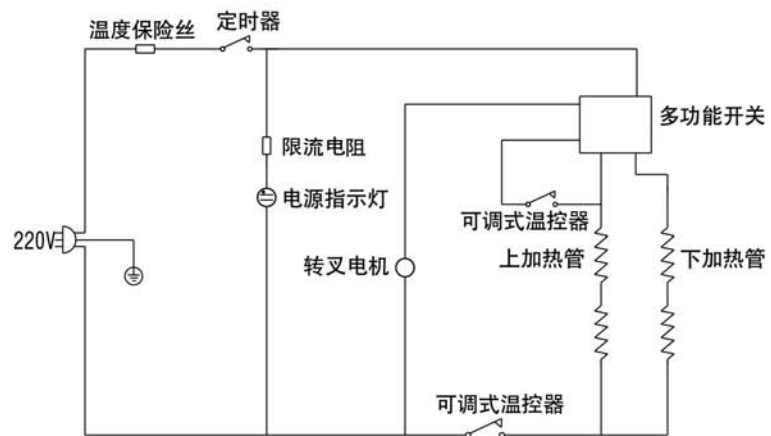 温度保险丝
定时器
多功能开关
限流电阻
电源指示灯
可调式温控器
220V
转叉电机
上加热管
下加热管
可调式温控器